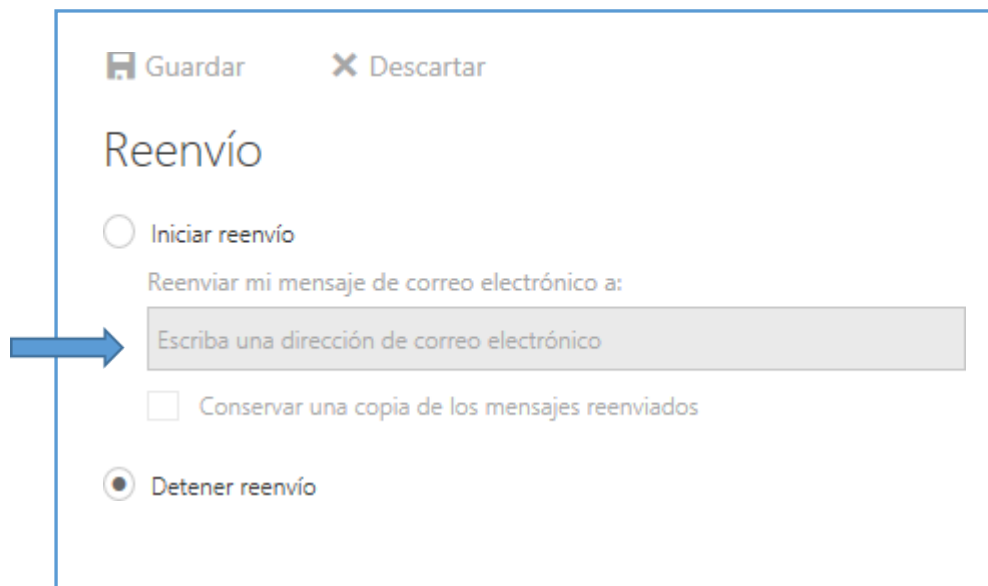 Guardar Descartar
Reenvío
Iniciar reenvío
Reenviar mi mensaje de correo electrónico a:
Escriba una dirección de correo electrónico
Conservar una copia de los mensajes reenviados
Detener reenvío